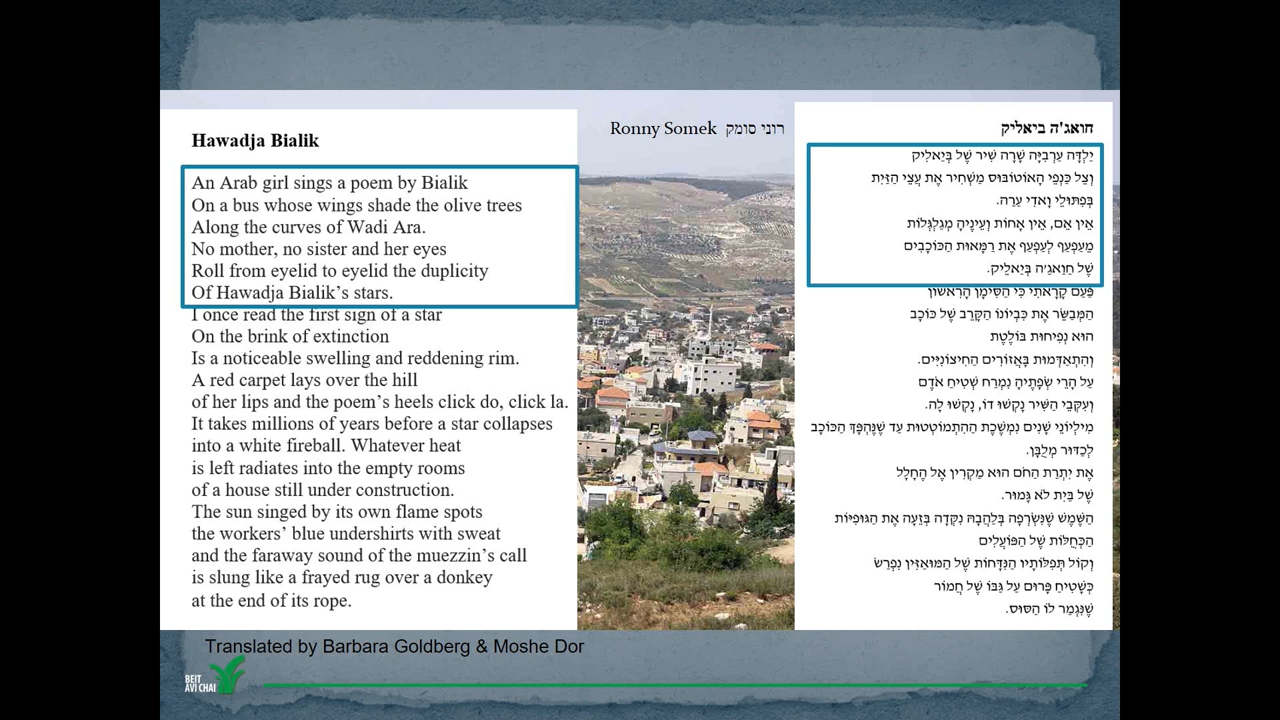 Hawadja Bialik
An Arab girl sings a poem by Bialik
On a bus whose wings shade the olive trees
Along the curves of Wadi Ara.
No mother, no sister and her eyes
Roll from eyelid to eyelid the duplicity
Of Hawadja Bialik’s stars.
I once read the first sign of a star
On the brink of extinction
Is a noticeable swelling and reddening rim.
A red carpet lays over the hill
of her lips and the poem’s heels click do, click la.
It takes millions of years before a star collapses
into a white fireball. Whatever heat
is left radiates into the empty rooms
of a house still under construction.
The sun singed by its own flame spots
the workers’ blue undershirts with sweat
and the faraway sound of the muezzin’s call
is slung like a frayed rug over a donkey
at the end of its rope.
Ronny Somek רוני סומק
חואג'ה ביאליק
יַלְדָּה עַרְבִיָּה שָׁרָה שִׁיר שֶׁל בְּיַאלִיק
וְצֵל כַּנְפֵי הָאוֹטוֹבּוּס מַשְׁחִיר אֶת עֲצֵי הַזַּיִת
בְּפִתּוּלֵי וָאדִי עָרָה.
אֵין אֵם, אֵין אָחוֹת וְעֵינֶיהָ מְגַלְגְּלוֹת
מֵעַפְעַף לְעַפְעַף אֶת רַמָּאוּת הַכּוֹכָבִים
שֶׁל חַוַאגָ'ה בְּיַאלִיק.
פַּעַם קָרָאתִי כִּי הַסִּימָן הָרִאשׁוֹן
הַמְּבַשֵּׂר אֶת כִּבְיוֹנוֹ הַקָּרֵב שֶׁל כּוֹכָב
הוּא נְפִיחוּת בּוֹלֶטֶת
וְהִתְאַדְּמוּת בָּאֲזוֹרִים הַחִיצוֹנִיִּים.
עַל הָרֵי שְׂפָתֶיהָ נִמְרַח שְׁטִיחַ אֹדֶם
וְעִקְבֵי הַשִּׁיר נָקְשׁוּ דוֹ, נָקְשׁוּ לָה.
מִילְיוֹנֵי שָׁנִים נִמְשֶׁכֶת הַהִתְמוֹטְטוּת עַד שֶׁנֶּהְפָּךְ הַכּוֹכָב
לְכַדּוּר מְלֻבָּן.
אֶת יִתְרַת הַחֹם הוּא מַקְרִין אֶל הֶחָלָל
שֶׁל בַּיִת לֹא גָּמוּר.
הַשֶּׁמֶשׁ שֶׁנִּשְׂרְפָה בְּלַהֲבָהּ נִקְּדָה בְּזֵעָה אֶת הַגּוּפִיּוֹת
הַכְּחֻלּוֹת שֶׁל הַפּוֹעֲלִים
וְקוֹל תְּפִלּוֹתָיו הַנִּדָּחוֹת שֶׁל הַמּוּאַזִּין נִפְרַשׂ
כְּשָׁטִיחַ פָּרוּם עַל גַּבּוֹ שֶׁל חֲמוֹר
שֶׁנִּגְמַר לוֹ הַסּוּס.
Translated by Barbara Goldberg & Moshe Dor
BEIT
AVI CHAI